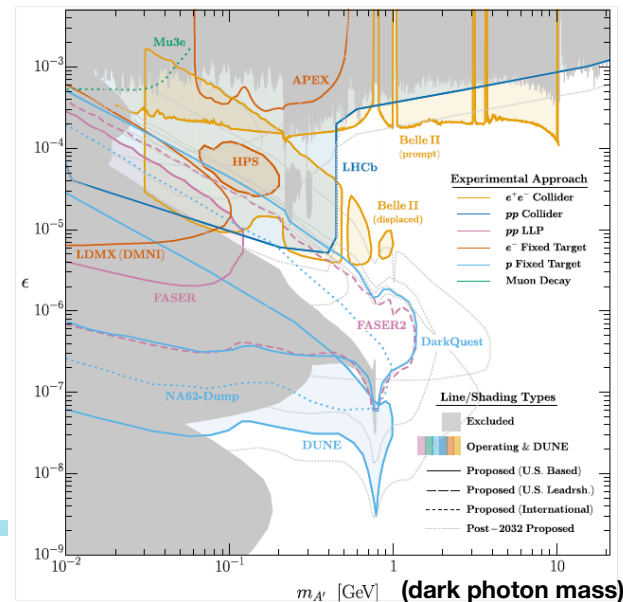 Mu3e
APEX
HPS
LHCb
Belle II
(prompt)
Belle II
(displaced)
LDMX (DMNI)
FASER
FASER2
DarkQuest
NA62-Dump
DUNE
Experimental Approach
e⁺e⁻ Collider
pp Collider
pp LLP
e⁻ Fixed Target
p Fixed Target
Muon Decay
Line/Shading Types
Excluded
Operating & DUNE
Proposed (U.S. Based)
Proposed (U.S. Leadrsh.)
Proposed (International)
Post−2032 Proposed
10⁻³
10⁻⁴
10⁻⁵
10⁻⁶
10⁻⁷
10⁻⁸
10⁻⁹
ϵ
10⁻² 10⁻¹ 1 10
m_A′ [GeV] (dark photon mass)